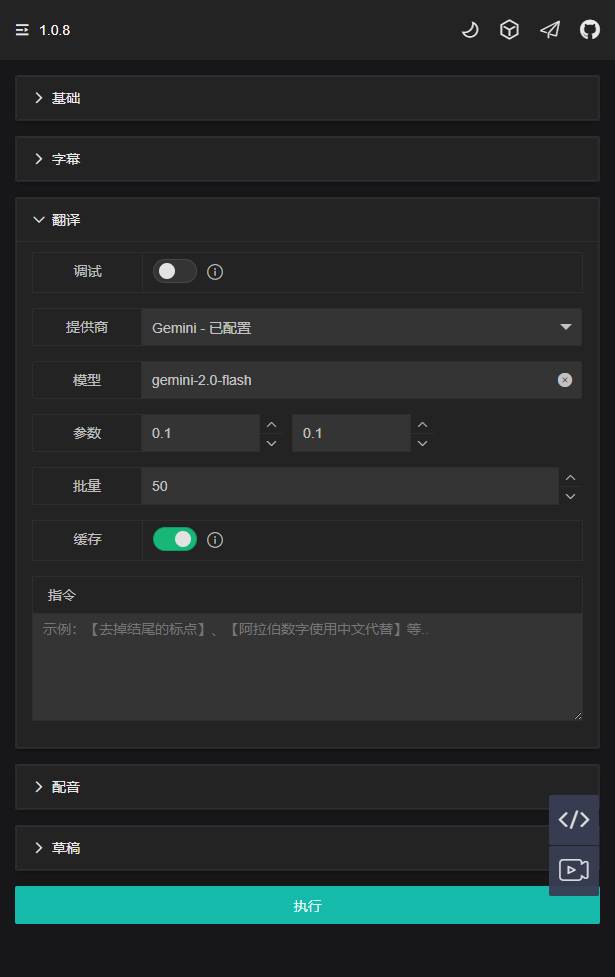 1.0.8
基础
字幕
翻译
调试
提供商 Gemini - 已配置
模型 gemini-2.0-flash
参数 0.1 0.1
批量 50
缓存
指令
示例：【去掉结尾的标点】、【阿拉伯数字使用中文代替】等..
配音
草稿
执行